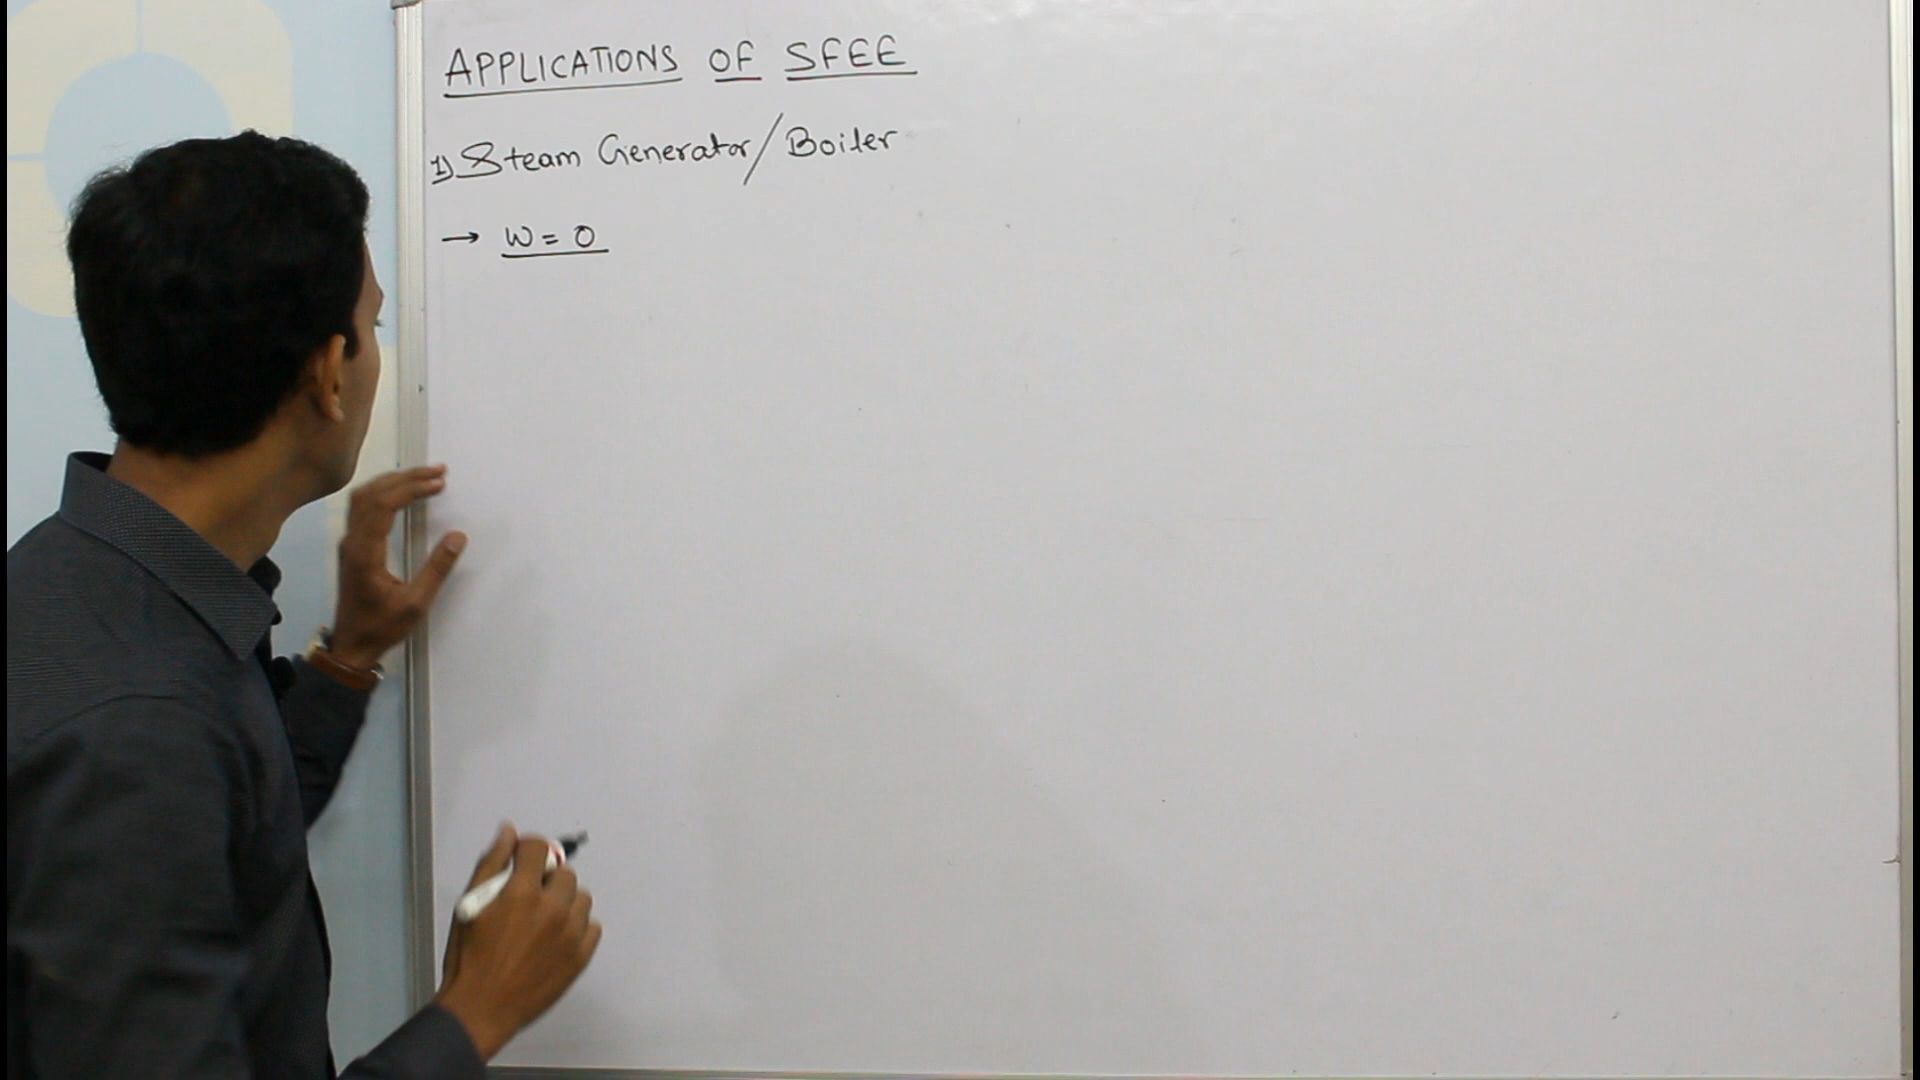 APPLICATIONS OF SFEE
1) Steam Generator/Boiler
→ W = 0